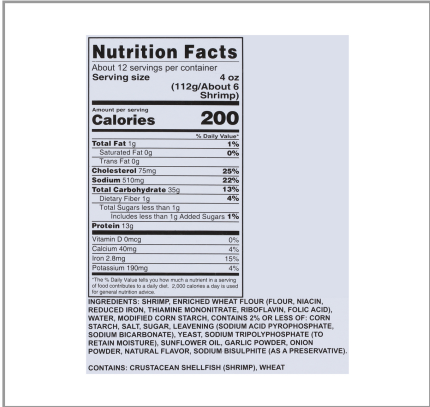 Nutrition Facts
About 12 servings per container
Serving size 4 oz
(112g/About 6
Shrimp)
Amount per serving
Calories 200
% Daily Value*
Total Fat 1g 1%
Saturated Fat 0g 0%
Trans Fat 0g
Cholesterol 75mg 25%
Sodium 510mg 22%
Total Carbohydrate 35g 13%
Dietary Fiber 1g 4%
Total Sugars less than 1g
Includes less than 1g Added Sugars 1%
Protein 13g
Vitamin D 0mcg 0%
Calcium 40mg 4%
Iron 2.8mg 15%
Potassium 190mg 4%
*The % Daily Value tells you how much a nutrient in a serving
of food contributes to a daily diet. 2,000 calories a day is used
for general nutrition advice.
INGREDIENTS: SHRIMP, ENRICHED WHEAT FLOUR (FLOUR, NIACIN,
REDUCED IRON, THIAMINE MONONITRATE, RIBOFLAVIN, FOLIC ACID),
WATER, MODIFIED CORN STARCH, CONTAINS 2% OR LESS OF: CORN
STARCH, SALT, SUGAR, LEAVENING (SODIUM ACID PYROPHOSPHATE,
SODIUM BICARBONATE), YEAST, SODIUM TRIPOLYPHOSPHATE (TO
RETAIN MOISTURE), SUNFLOWER OIL, GARLIC POWDER, ONION
POWDER, NATURAL FLAVOR, SODIUM BISULPHITE (AS A PRESERVATIVE).
CONTAINS: CRUSTACEAN SHELLFISH (SHRIMP), WHEAT